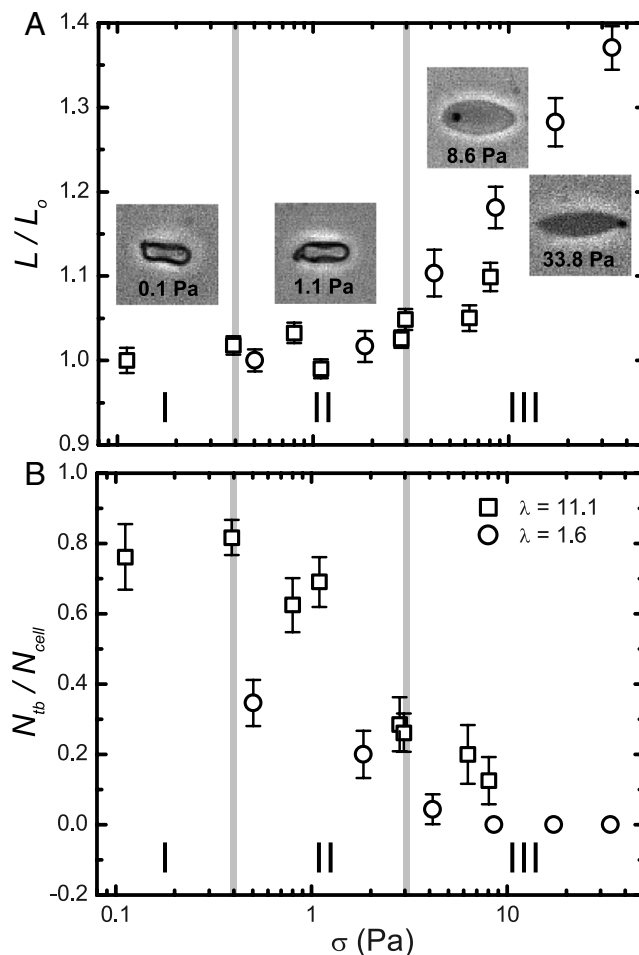 A
1.4
1.3
1.2
1.1
1.0
0.9
L / Lo
8.6 Pa
33.8 Pa
0.1 Pa
1.1 Pa
I
II
III
B
1.0
0.8
0.6
0.4
0.2
0.0
-0.2
Ntb / Ncell
λ = 11.1
λ = 1.6
I
II
III
0.1
1
10
σ (Pa)